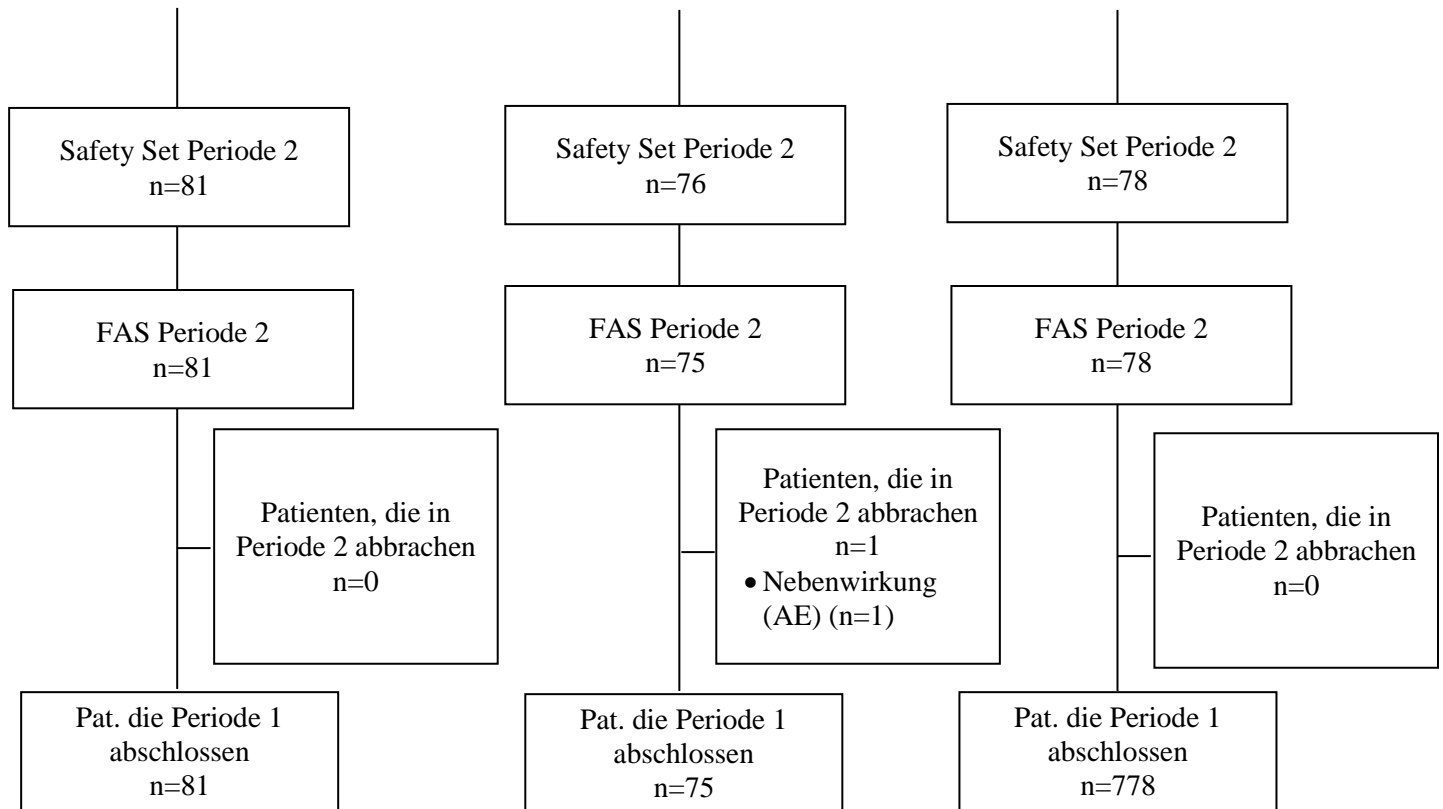 Safety Set Periode 2
n=81
Safety Set Periode 2
n=76
Safety Set Periode 2
n=78
FAS Periode 2
n=81
FAS Periode 2
n=75
FAS Periode 2
n=78
Patienten, die in
Periode 2 abbrachen
n=0
Patienten, die in
Periode 2 abbrachen
n=1
• Nebenwirkung
(AE) (n=1)
Patienten, die in
Periode 2 abbrachen
n=0
Pat. die Periode 1
abschlossen
n=81
Pat. die Periode 1
abschlossen
n=75
Pat. die Periode 1
abschlossen
n=778